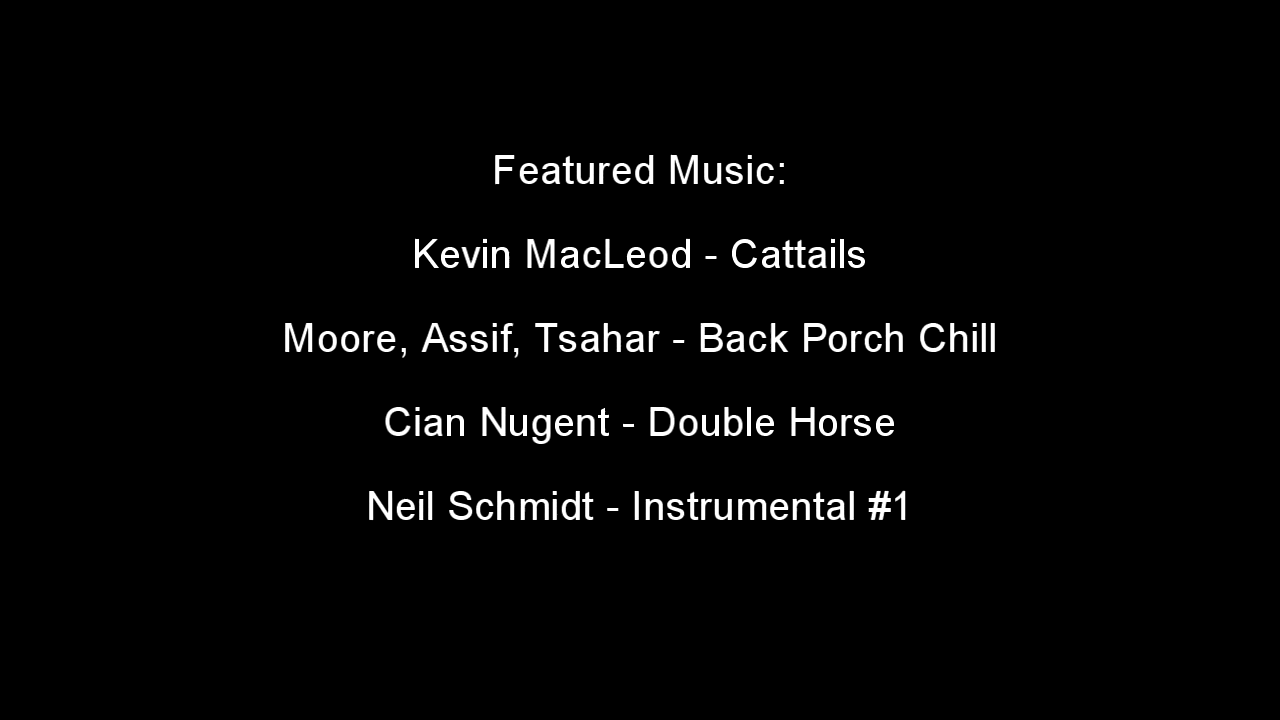 Featured Music:
Kevin MacLeod - Cattails
Moore, Assif, Tsahar - Back Porch Chill
Cian Nugent - Double Horse
Neil Schmidt - Instrumental #1